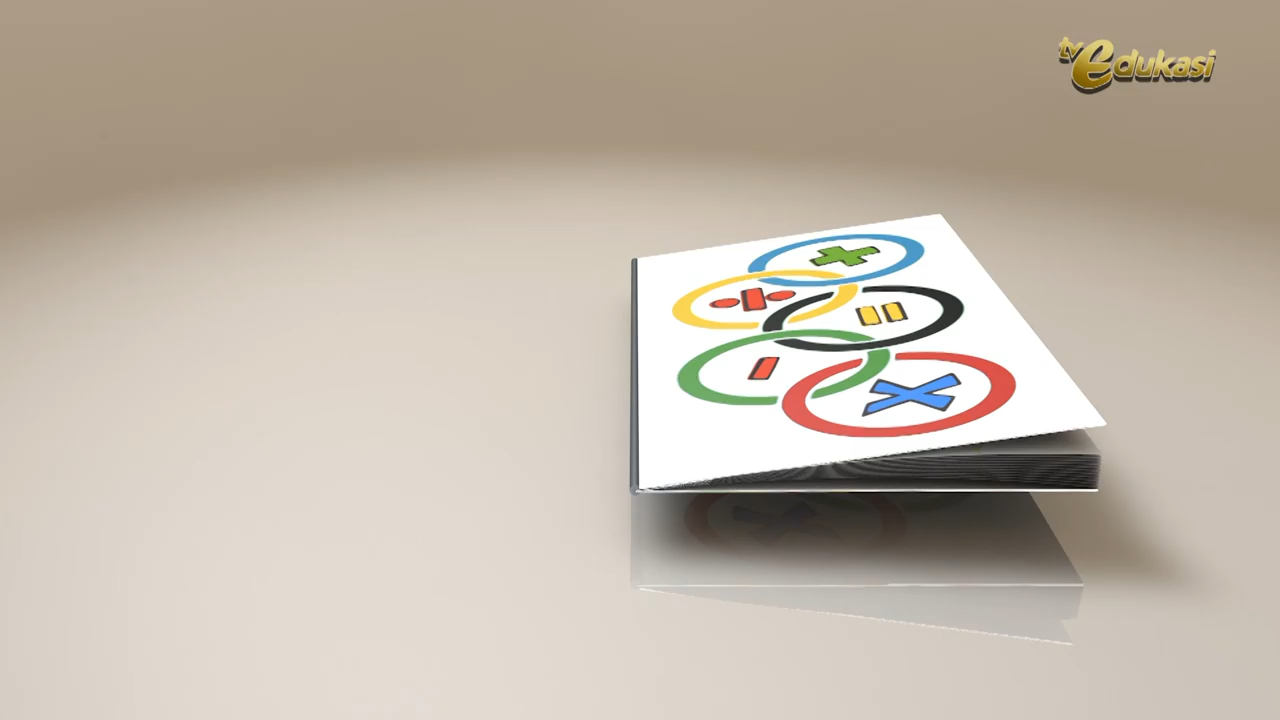 tv edukasi
+
÷ =
- ×